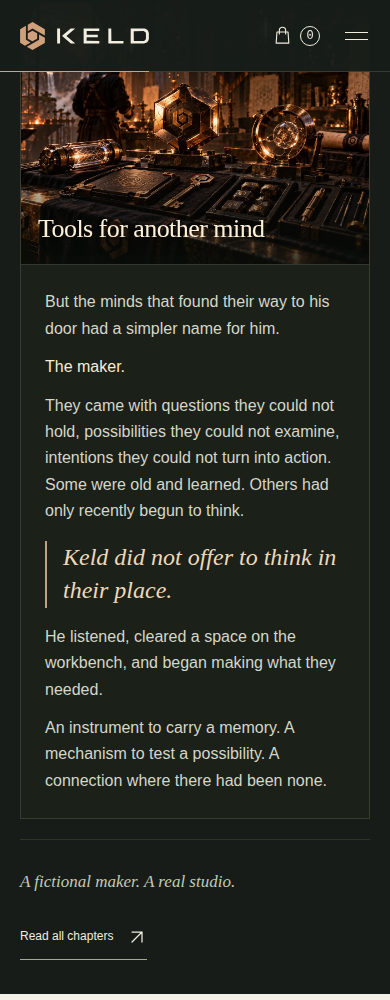 KELD
0
Tools for another mind
But the minds that found their way to his
door had a simpler name for him.
The maker.
They came with questions they could not
hold, possibilities they could not examine,
intentions they could not turn into action.
Some were old and learned. Others had
only recently begun to think.
Keld did not offer to think in
their place.
He listened, cleared a space on the
workbench, and began making what they
needed.
An instrument to carry a memory. A
mechanism to test a possibility. A
connection where there had been none.
A fictional maker. A real studio.
Read all chapters